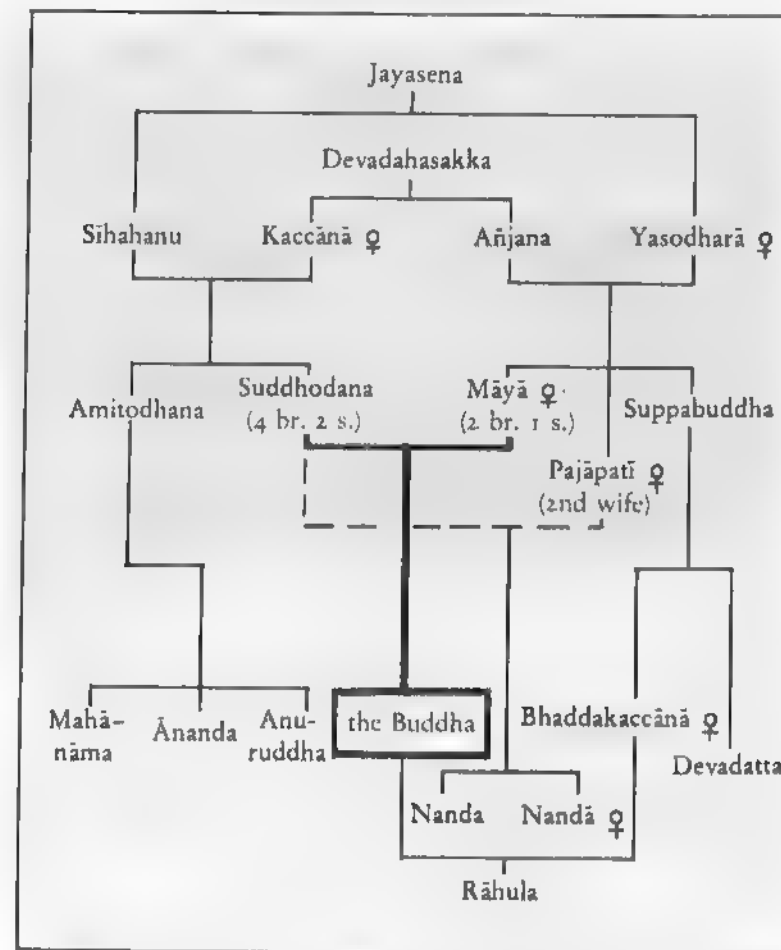 Jayasena
Devadahasakka
Sīhahanu Kaccānā ♀ Añjana Yasodharā ♀
Amitodhana Suddhodana Māyā ♀ Suppabuddha
(4 br. 2 s.) (2 br. 1 s.)
Pajāpatī ♀
(2nd wife)
Mahā-
nāma
Ānanda
Anu-
ruddha
the Buddha
Bhaddakaccānā ♀
Devadatta
Nanda Nandā ♀
Rāhula